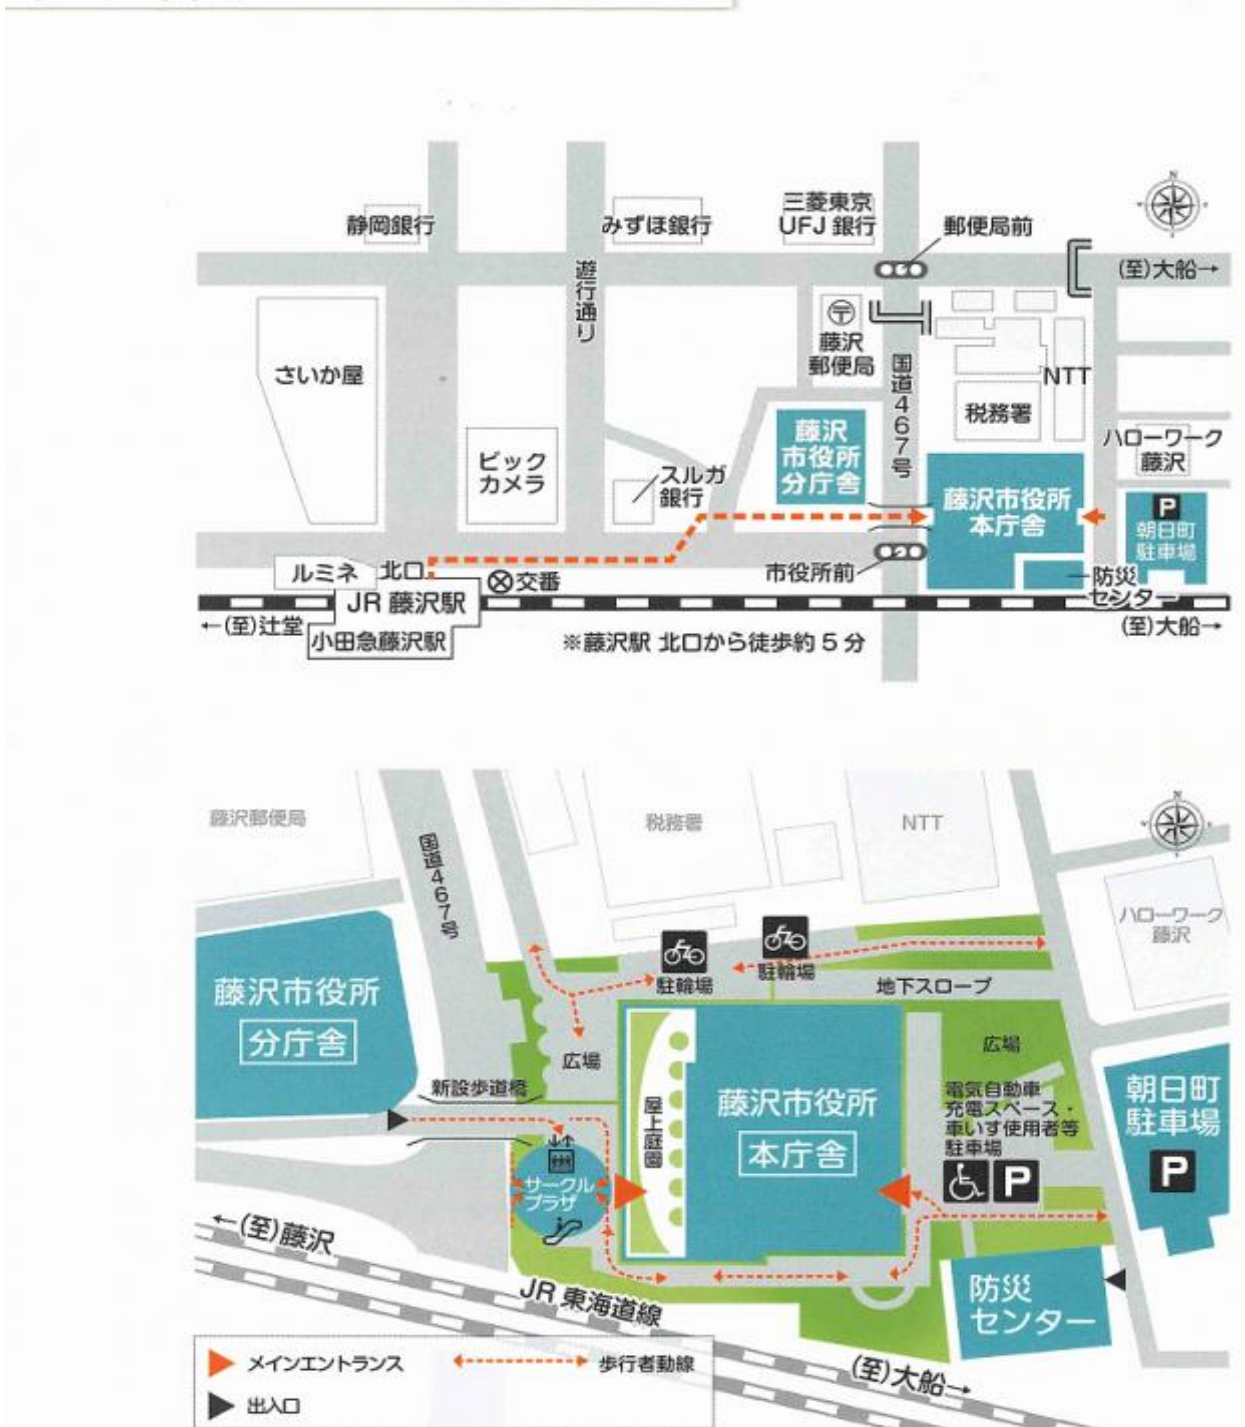 N
静岡銀行
みずほ銀行
三菱東京
UFJ 銀行
郵便局前
(至)大船→
遊行通り
〒
藤沢
郵便局
国道467号
さいか屋
NTT
税務署
藤沢
市役所
分庁舎
ハローワーク
藤沢
ビック
カメラ
スルガ
銀行
藤沢市役所
本庁舎
P
朝日町
駐車場
ルミネ
北口
交番
市役所前
防災
センター
JR 藤沢駅
←(至)辻堂
(至)大船→
小田急藤沢駅
※藤沢駅 北口から徒歩約 5 分
N
藤沢郵便局
税務署
NTT
国道467号
ハローワーク
藤沢
駐輪場
駐輪場
地下スロープ
藤沢市役所
分庁舎
広場
広場
新設歩道橋
屋上庭園
藤沢市役所
本庁舎
電気自動車
充電スペース・
車いす使用者等
駐車場
P
朝日町
駐車場
P
サークル
プラザ
←(至)藤沢
JR 東海道線
防災
センター
(至)大船→
メインエントランス
歩行者動線
出入口